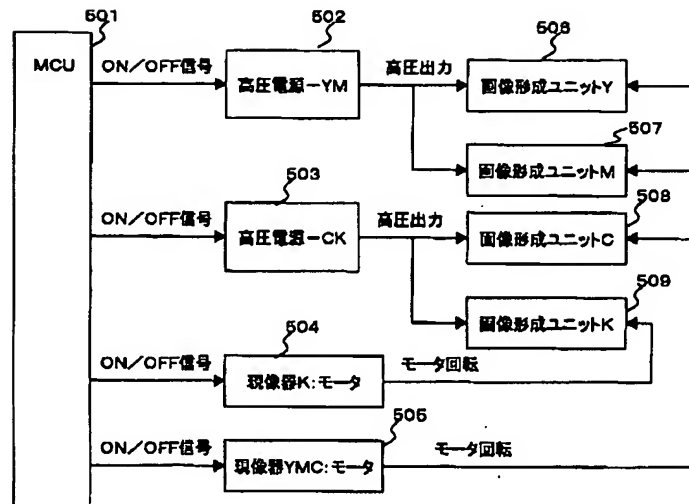 501
MCU
ON/OFF信号
502
高圧電源－YM
高圧出力
506
画像形成ユニットY
507
画像形成ユニットM
ON/OFF信号
503
高圧電源－CK
高圧出力
508
画像形成ユニットC
509
画像形成ユニットK
ON/OFF信号
504
現像器K:モータ
モータ回転
ON/OFF信号
505
現像器YMC:モータ
モータ回転